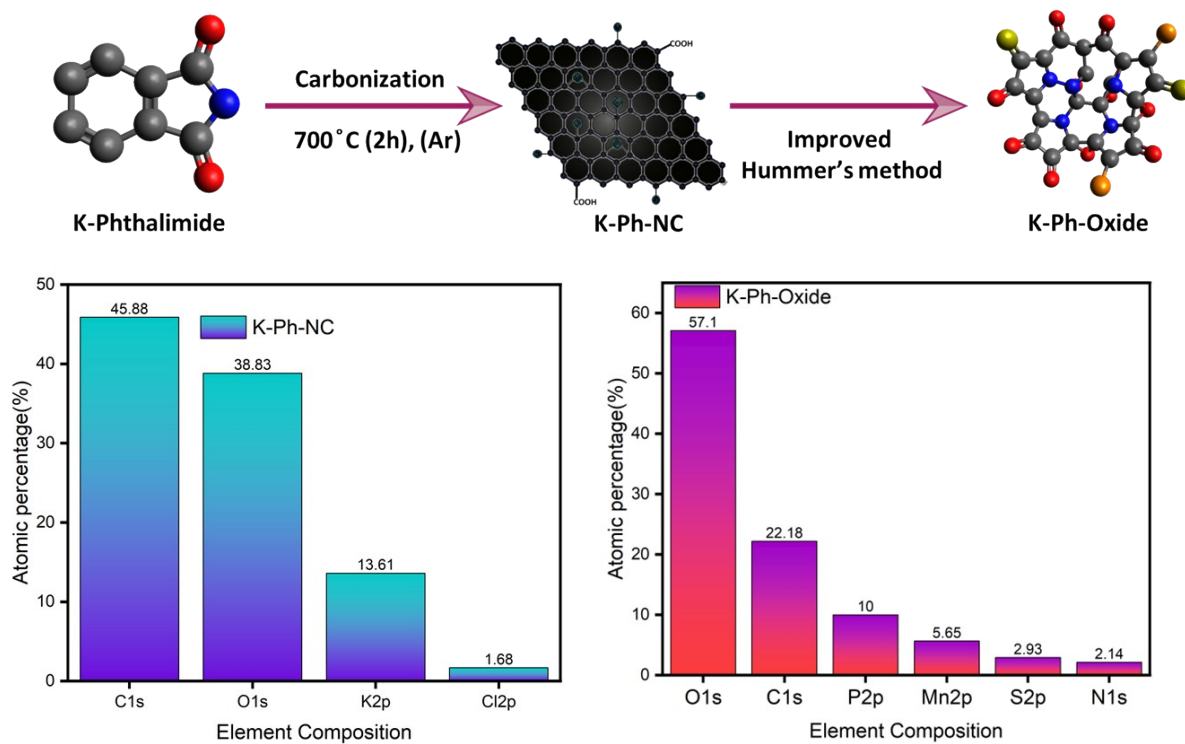 Carbonization
700°C (2h), (Ar)
Improved
Hummer's method
COOH
COOH
K-Phthalimide
K-Ph-NC
K-Ph-Oxide
K-Ph-NC
Atomic percentage(%)
50
40
30
20
10
0
45.88
38.83
13.61
1.68
C1s
O1s
K2p
Cl2p
Element Composition
K-Ph-Oxide
Atomic percentage(%)
60
50
40
30
20
10
0
57.1
22.18
10
5.65
2.93
2.14
O1s
C1s
P2p
Mn2p
S2p
N1s
Element Composition